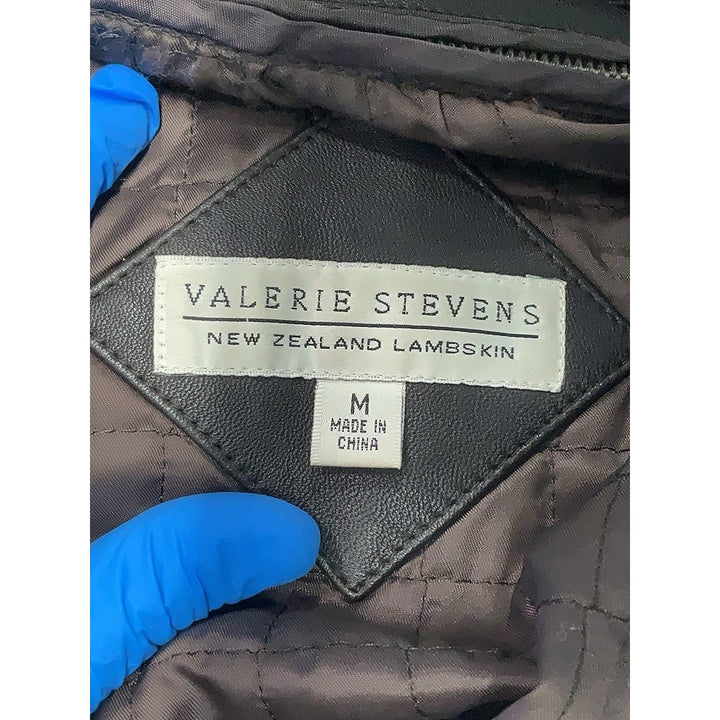 VALERIE STEVENS
NEW ZEALAND LAMBSKIN
M
MADE IN
CHINA